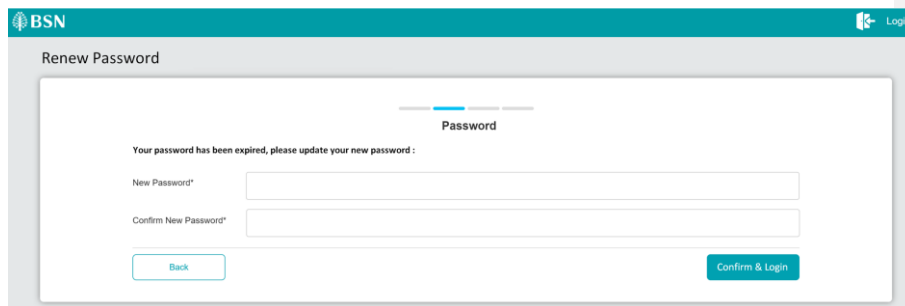 BSN
Logi
Renew Password
Password
Your password has been expired, please update your new password :
New Password*
Confirm New Password*
Back
Confirm & Login